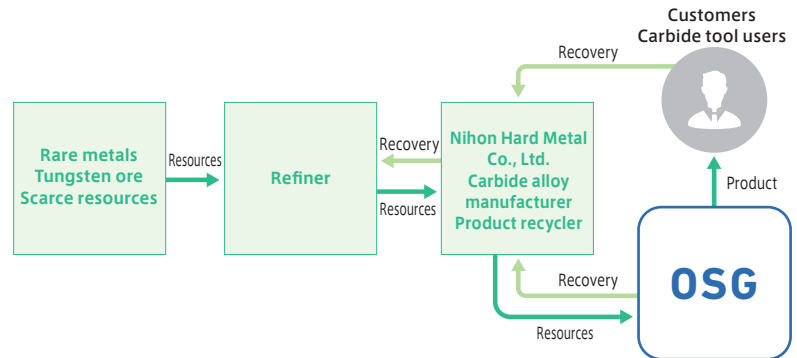 Customers
Carbide tool users
Recovery
Rare metals
Tungsten ore
Scarce resources
Resources
Refiner
Recovery
Resources
Nihon Hard Metal
Co., Ltd.
Carbide alloy
manufacturer
Product recycler
Product
OSG
Recovery
Resources